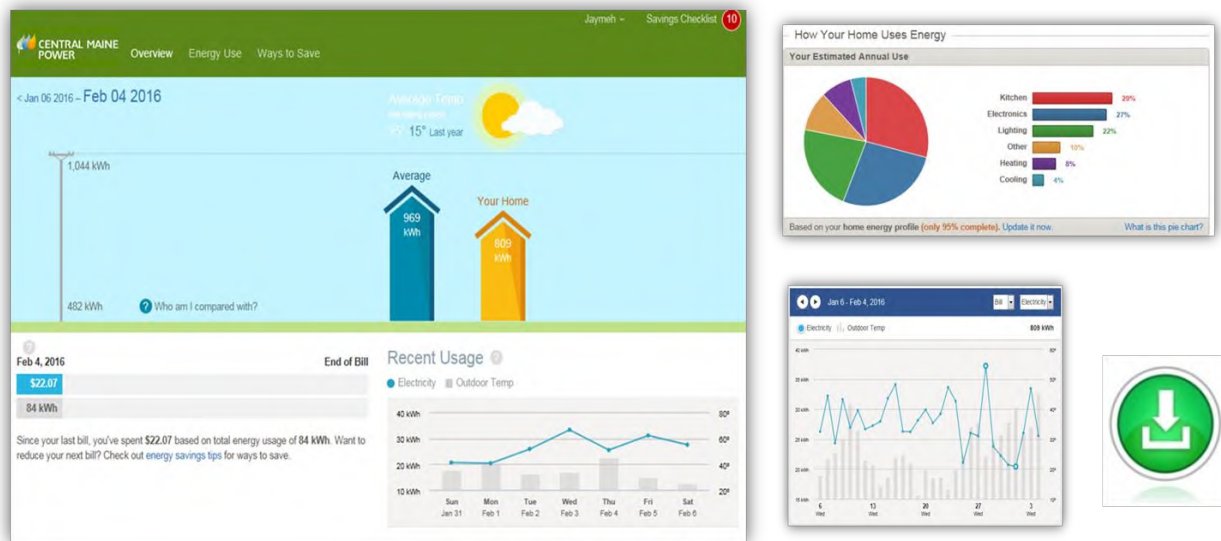 Jaymeh
Savings Checklist 10
CENTRAL MAINE
POWER
Overview Energy Use Ways to Save
< Jan 06 2016 – Feb 04 2016
Average Temp
15° Last year
1,044 kWh
Average
969
kWh
Your Home
809
kWh
482 kWh
? Who am I compared with?
?
Feb 4, 2016 End of Bill
$22.07
84 kWh
Since your last bill, you've spent $22.07 based on total energy usage of 84 kWh. Want to
reduce your next bill? Check out energy savings tips for ways to save.
Recent Usage ?
Electricity Outdoor Temp
40 kWh 80°
30 kWh 60°
20 kWh 40°
10 kWh 20°
Sun Mon Tue Wed Thu Fri Sat
Jan 31 Feb 1 Feb 2 Feb 3 Feb 4 Feb 5 Feb 6
How Your Home Uses Energy
Your Estimated Annual Use
Kitchen 29%
Electronics 27%
Lighting 22%
Other 10%
Heating 8%
Cooling 4%
Based on your home energy profile (only 95% complete). Update it now. What is this pie chart?
Jan 6 - Feb 4, 2016 Bill Electricity
Electricity Outdoor Temp 809 kWh
6 13 20 27 3
Wed Wed Wed Wed Wed